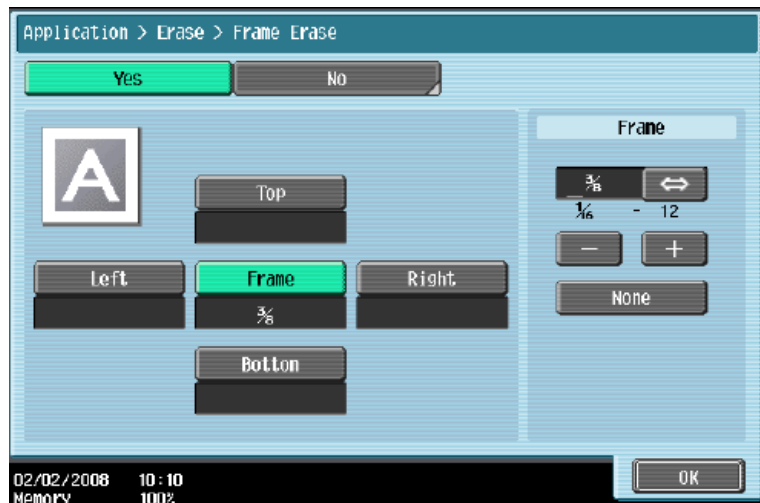 Application > Erase > Frame Erase
Yes No
Frame
A
Top
3/8 ⇔
1/16 - 12
Left Frame Right
- +
3/8
None
Botton
02/02/2008 10:10
Memory 100%
OK